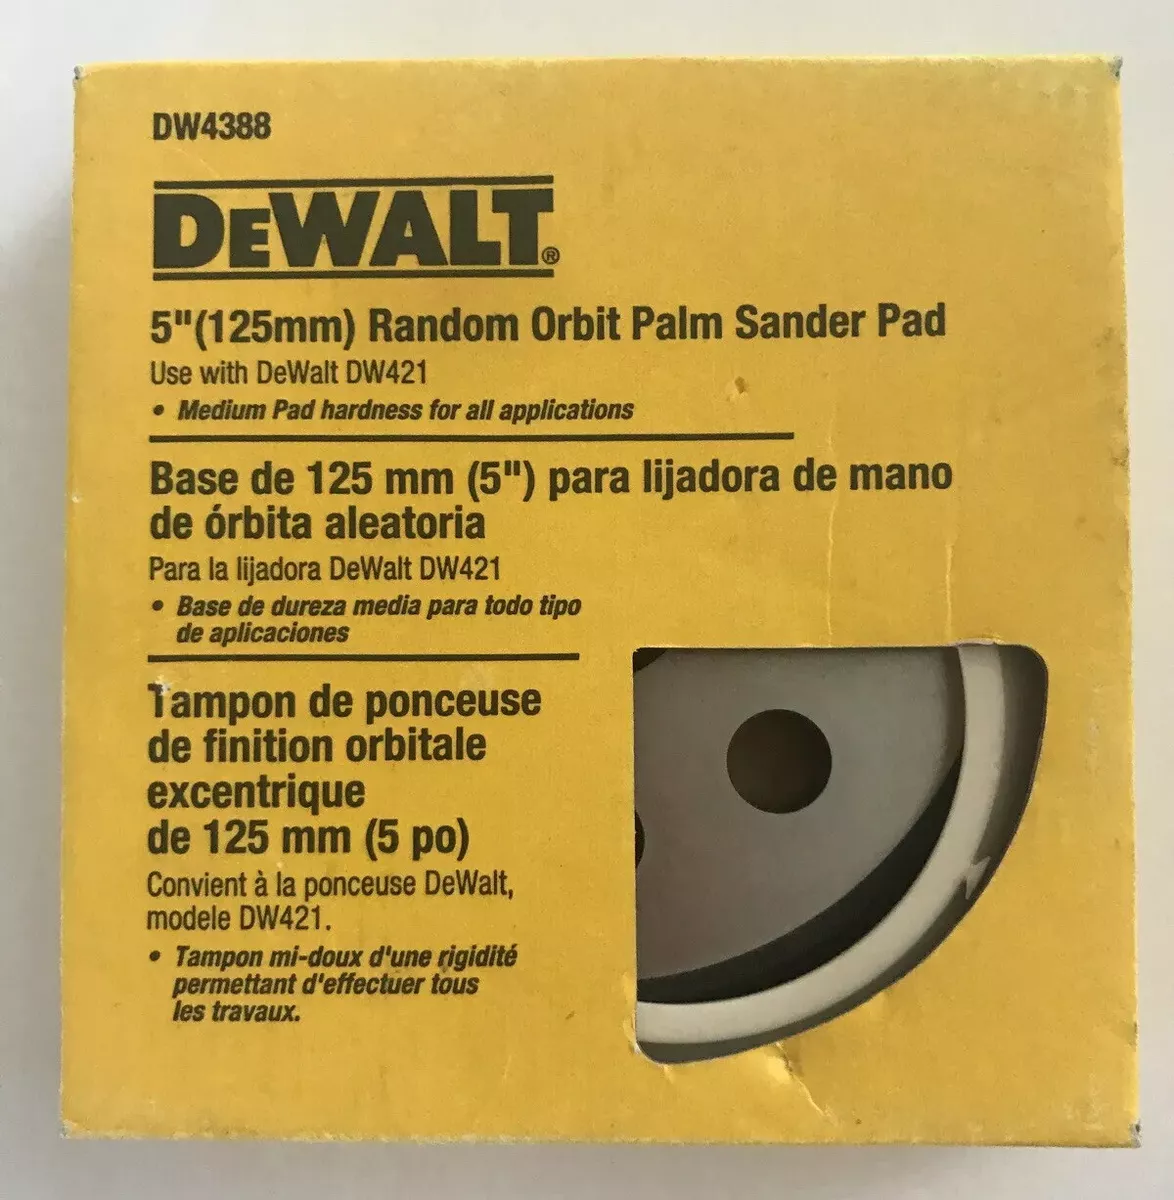 DW4388
DEWALT®
5"(125mm) Random Orbit Palm Sander Pad
Use with DeWalt DW421
• Medium Pad hardness for all applications
Base de 125 mm (5") para lijadora de mano
de órbita aleatoria
Para la lijadora DeWalt DW421
• Base de dureza media para todo tipo
de aplicaciones
Tampon de ponceuse
de finition orbitale
excentrique
de 125 mm (5 po)
Convient à la ponceuse DeWalt,
modele DW421.
• Tampon mi-doux d'une rigidité
permettant d'effectuer tous
les travaux.